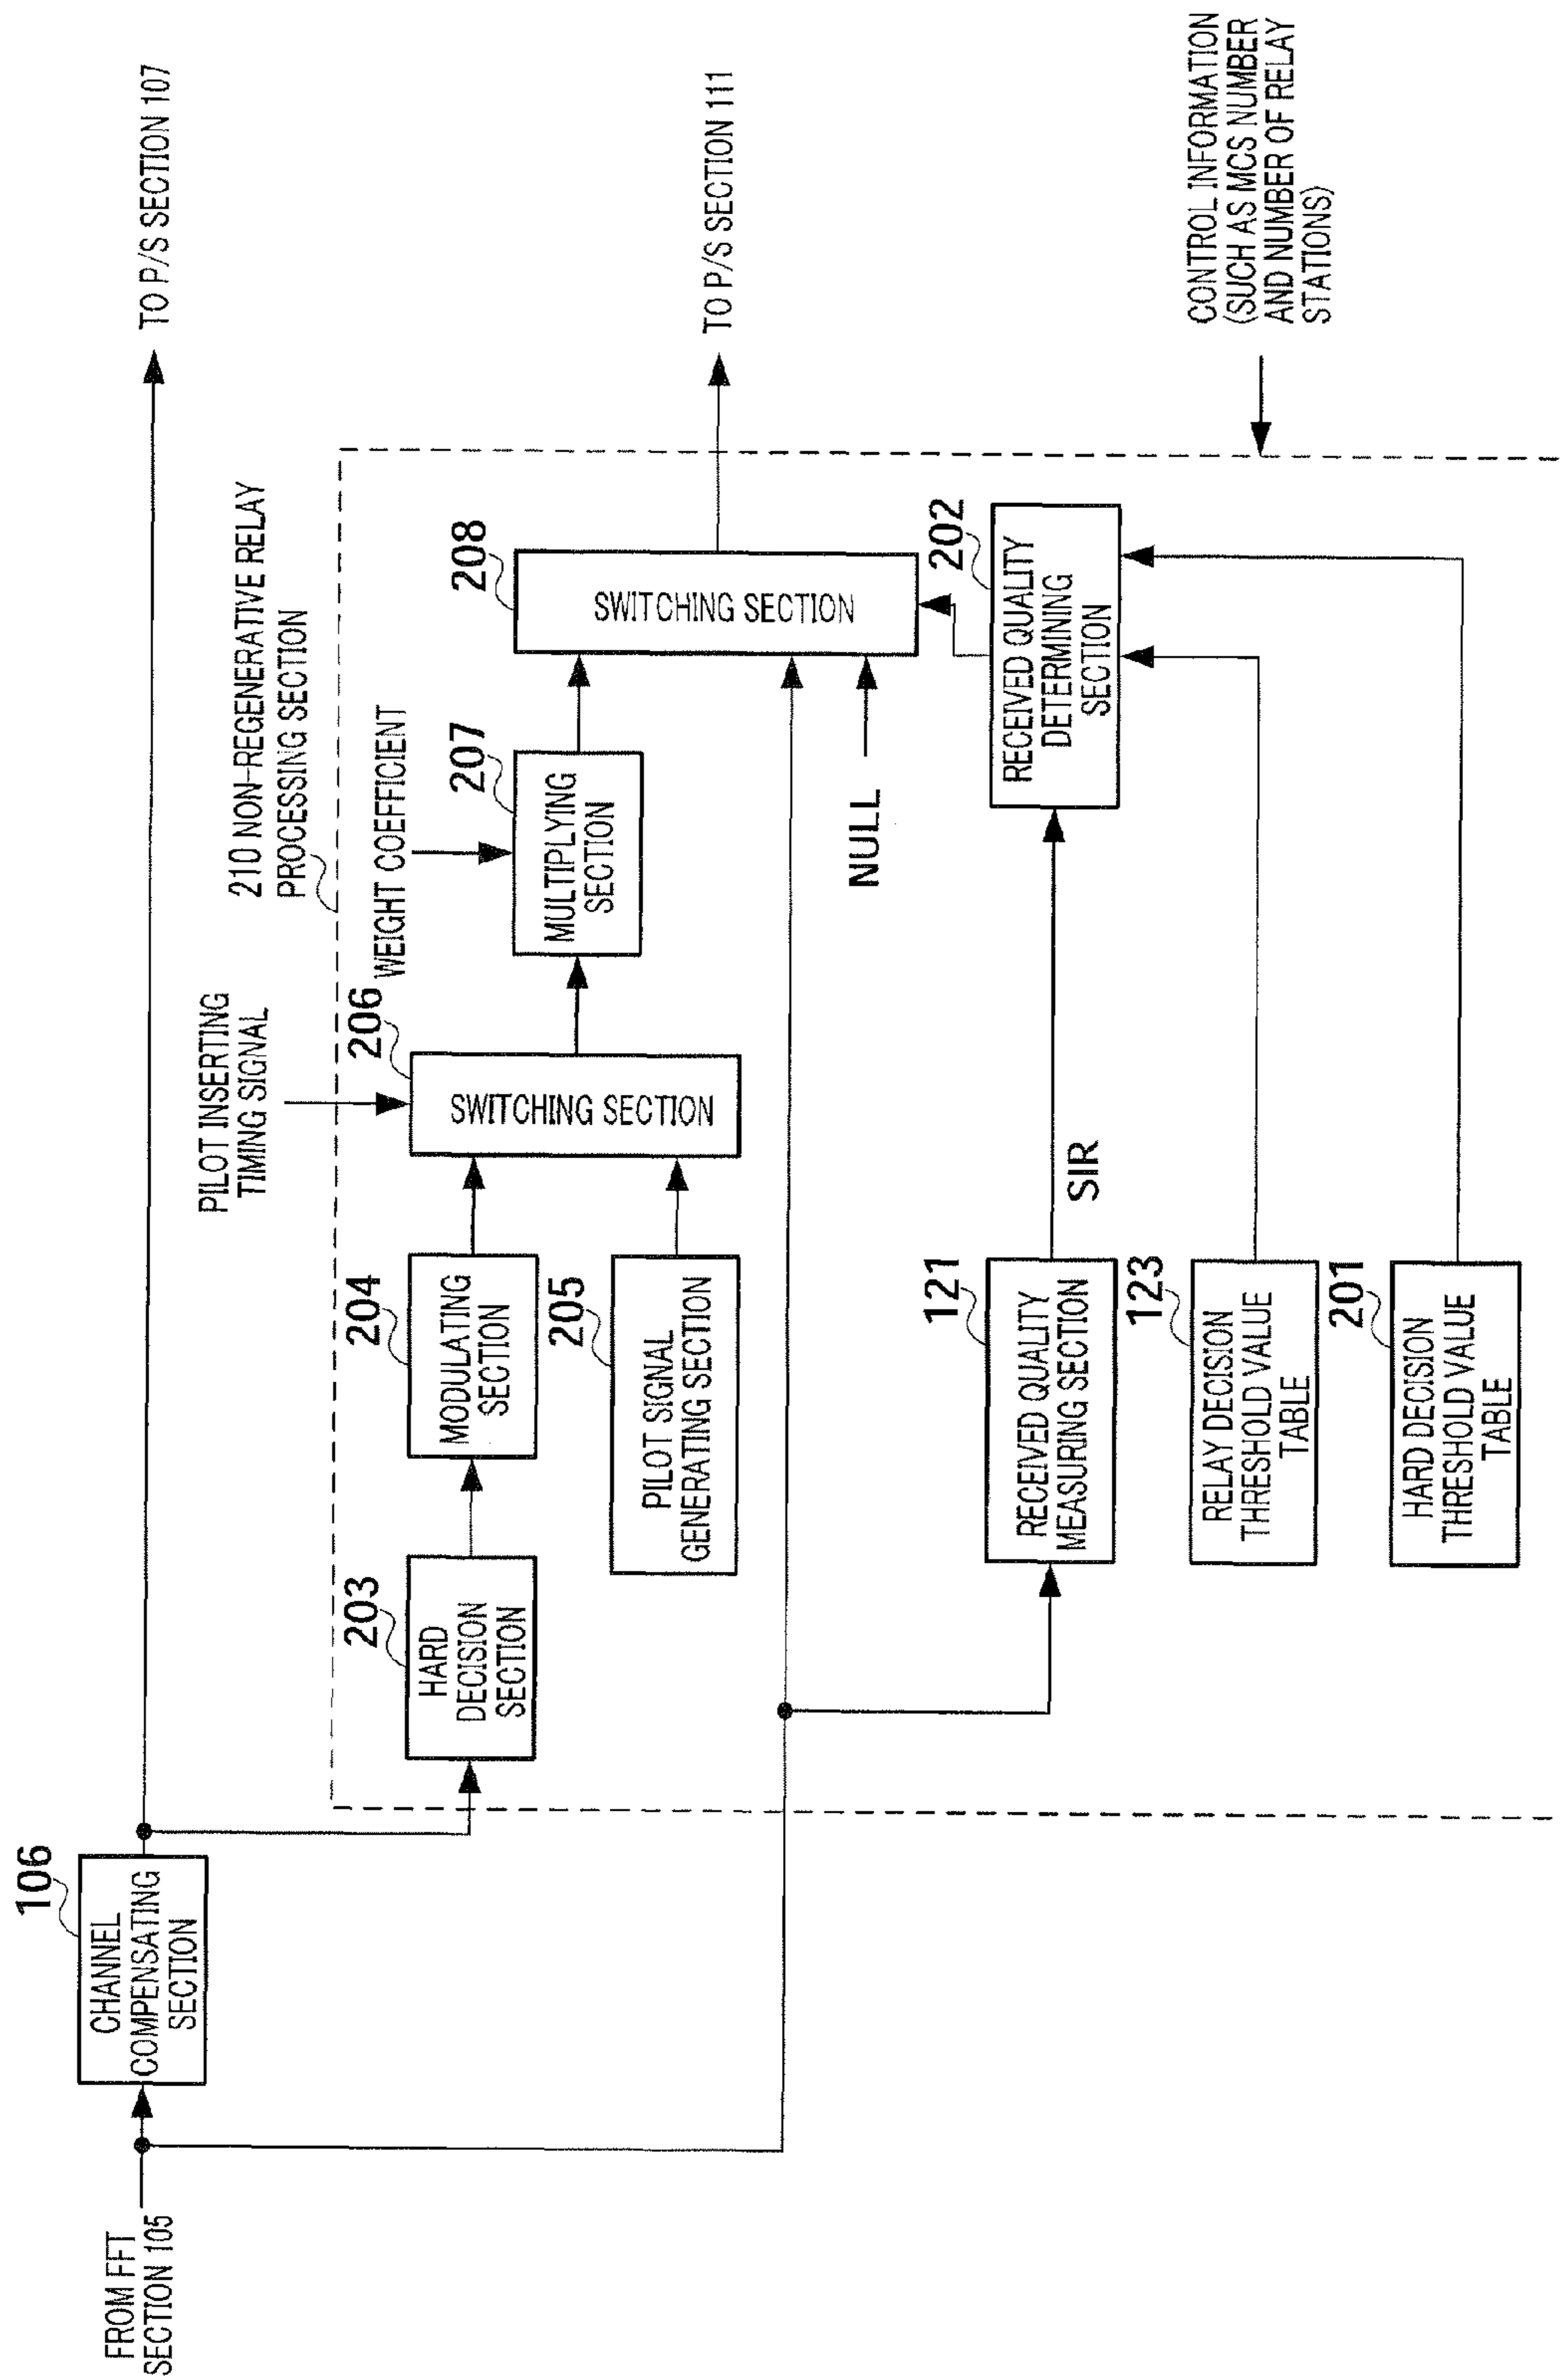 FROM FFT
SECTION 105
106
CHANNEL
COMPENSATING
SECTION
TO P/S SECTION 107
210 NON-REGENERATIVE RELAY
PROCESSING SECTION
PILOT INSERTING
TIMING SIGNAL
WEIGHT COEFFICIENT
203
HARD
DECISION
SECTION
204
MODULATING
SECTION
205
PILOT SIGNAL
GENERATING SECTION
206
SWITCHING SECTION
207
MULTIPLYING
SECTION
208
SWITCHING SECTION
TO P/S SECTION 111
NULL
121
RECEIVED QUALITY
MEASURING SECTION
SIR
202
RECEIVED QUALITY
DETERMINING
SECTION
123
RELAY DECISION
THRESHOLD VALUE
TABLE
201
HARD DECISION
THRESHOLD VALUE
TABLE
CONTROL INFORMATION
(SUCH AS MCS NUMBER
AND NUMBER OF RELAY
STATIONS)